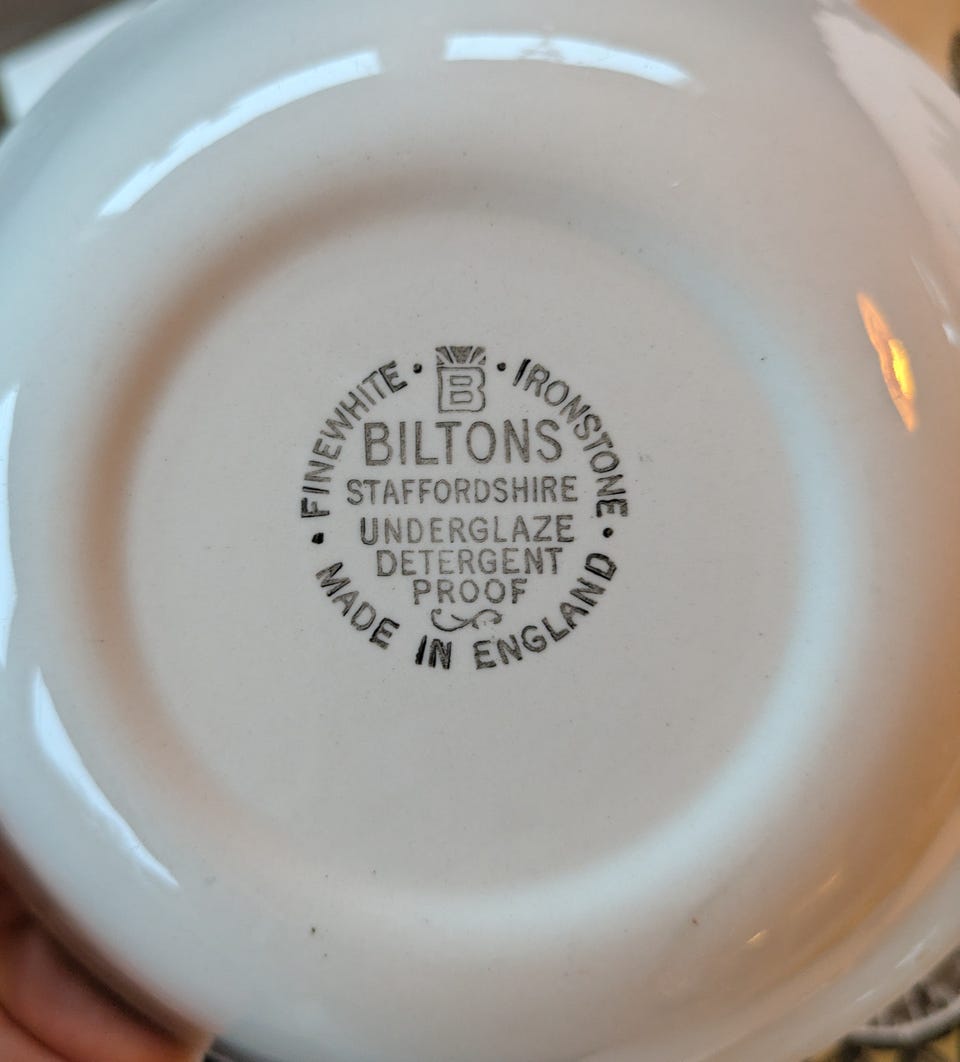 FINEWHITE · B · IRONSTONE
BILTONS
STAFFORDSHIRE
UNDERGLAZE
DETERGENT
PROOF
· MADE IN ENGLAND ·